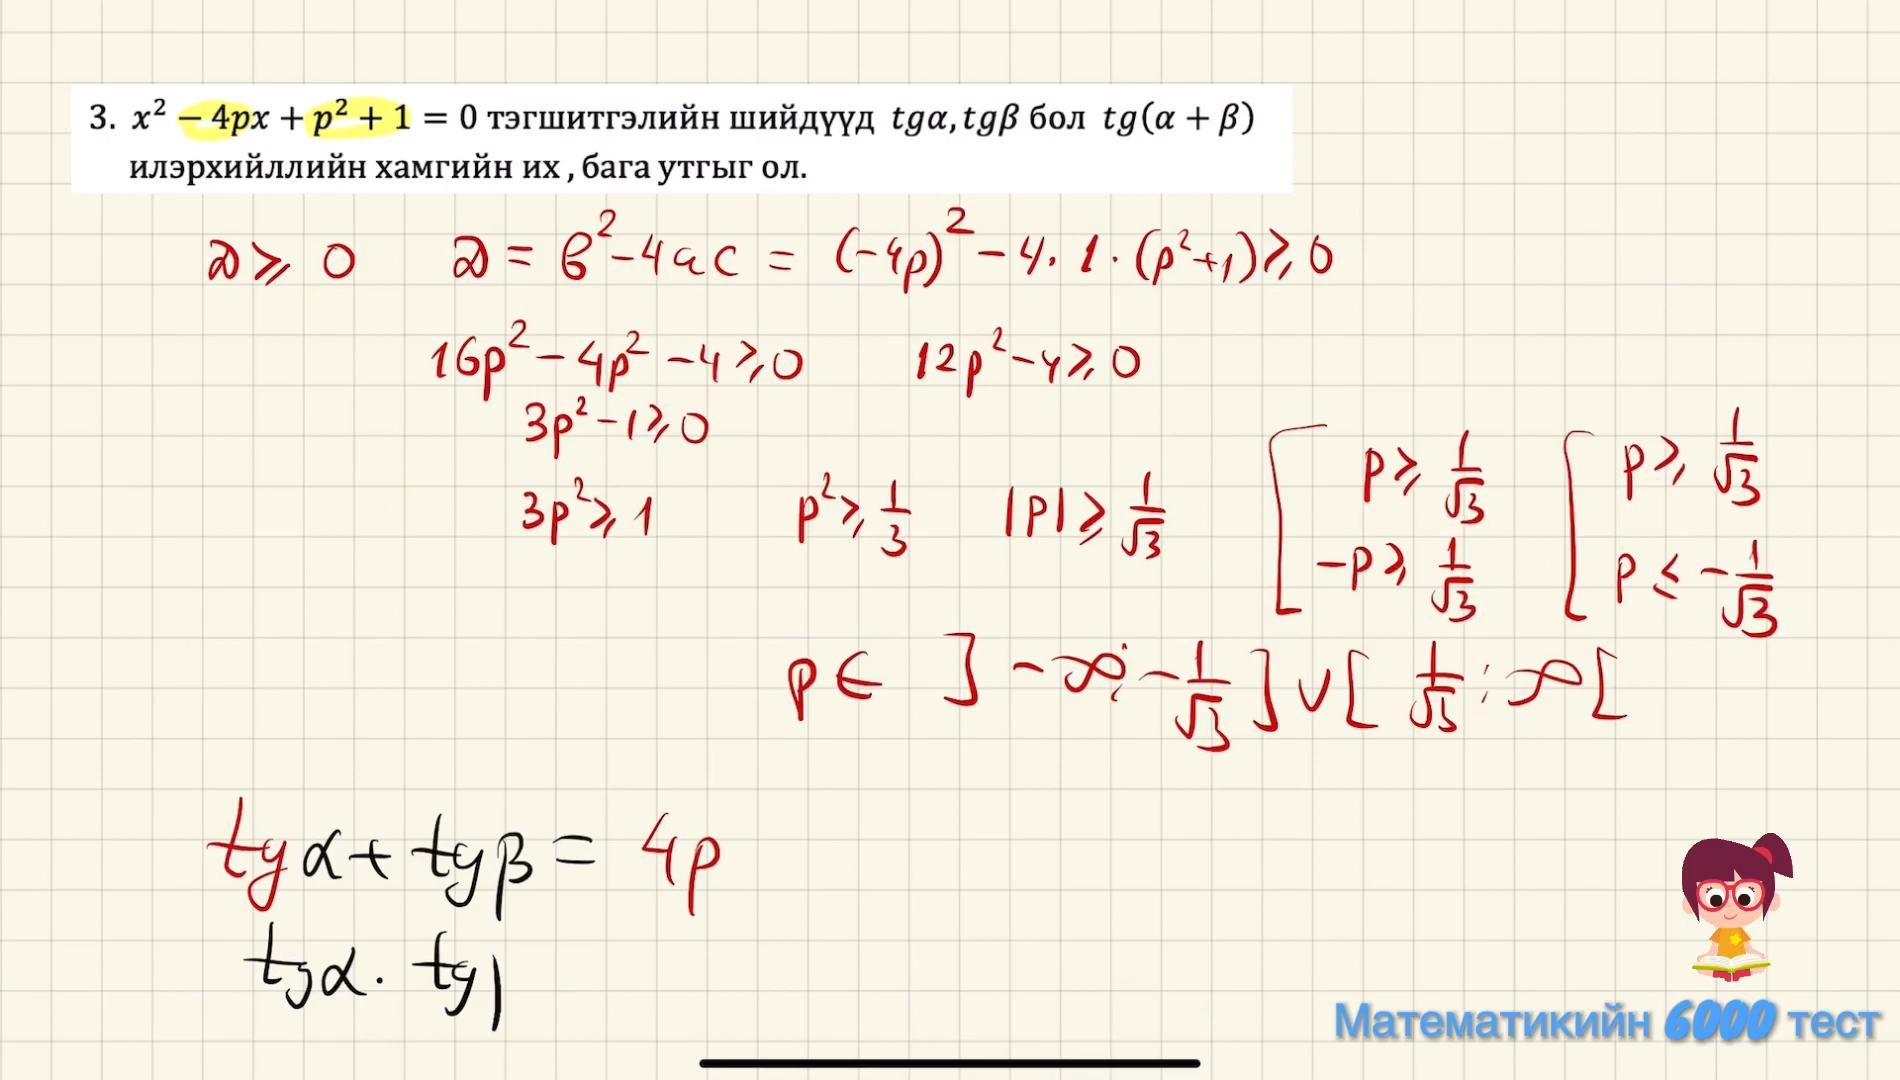 3. x² − 4px + p² + 1 = 0 тэгшитгэлийн шийдүүд tgα, tgβ бол tg(α + β)
илэрхийллийн хамгийн их , бага утгыг ол.
D ⩾ 0 D = b² − 4ac = (−4p)² − 4 · 1 · (p² + 1) ⩾ 0
16p² − 4p² − 4 ⩾ 0 12p² − 4 ⩾ 0
3p² − 1 ⩾ 0
3p² ⩾ 1 p² ⩾ 1/3 |p| ⩾ 1/√3 [ p ⩾ 1/√3 [ p ⩾ 1/√3
−p ⩾ 1/√3 p ⩽ −1/√3
p ∈ ] −∞; −1/√3 ] ∪ [ 1/√3 ; ∞ [
tgα + tgβ = 4p
tgα · tg
Математикийн 6000 тест